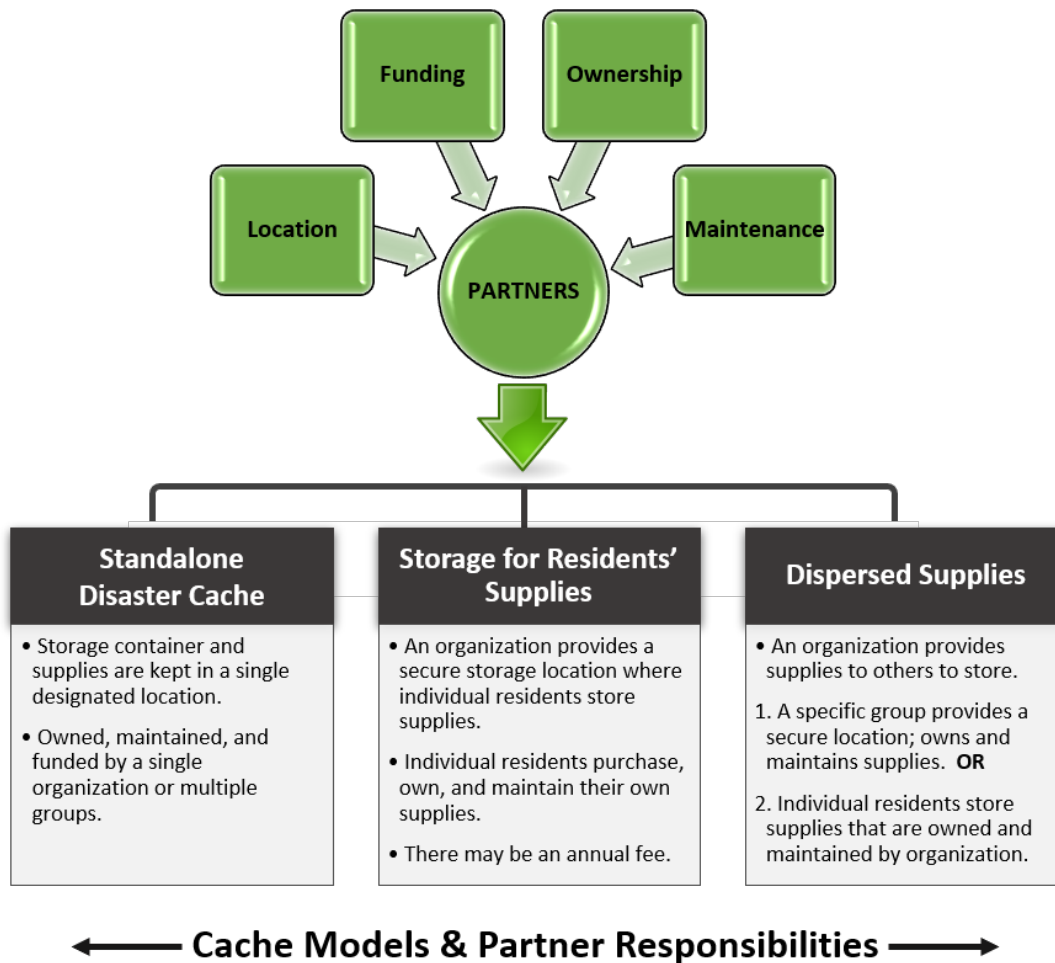 Funding
Ownership
Location
Maintenance
PARTNERS
Standalone
Disaster Cache
• Storage container and
supplies are kept in a single
designated location.
• Owned, maintained, and
funded by a single
organization or multiple
groups.
Storage for Residents’
Supplies
• An organization provides a
secure storage location where
individual residents store
supplies.
• Individual residents purchase,
own, and maintain their own
supplies.
• There may be an annual fee.
Dispersed Supplies
• An organization provides
supplies to others to store.
1. A specific group provides a
secure location; owns and
maintains supplies. OR
2. Individual residents store
supplies that are owned and
maintained by organization.
Cache Models & Partner Responsibilities